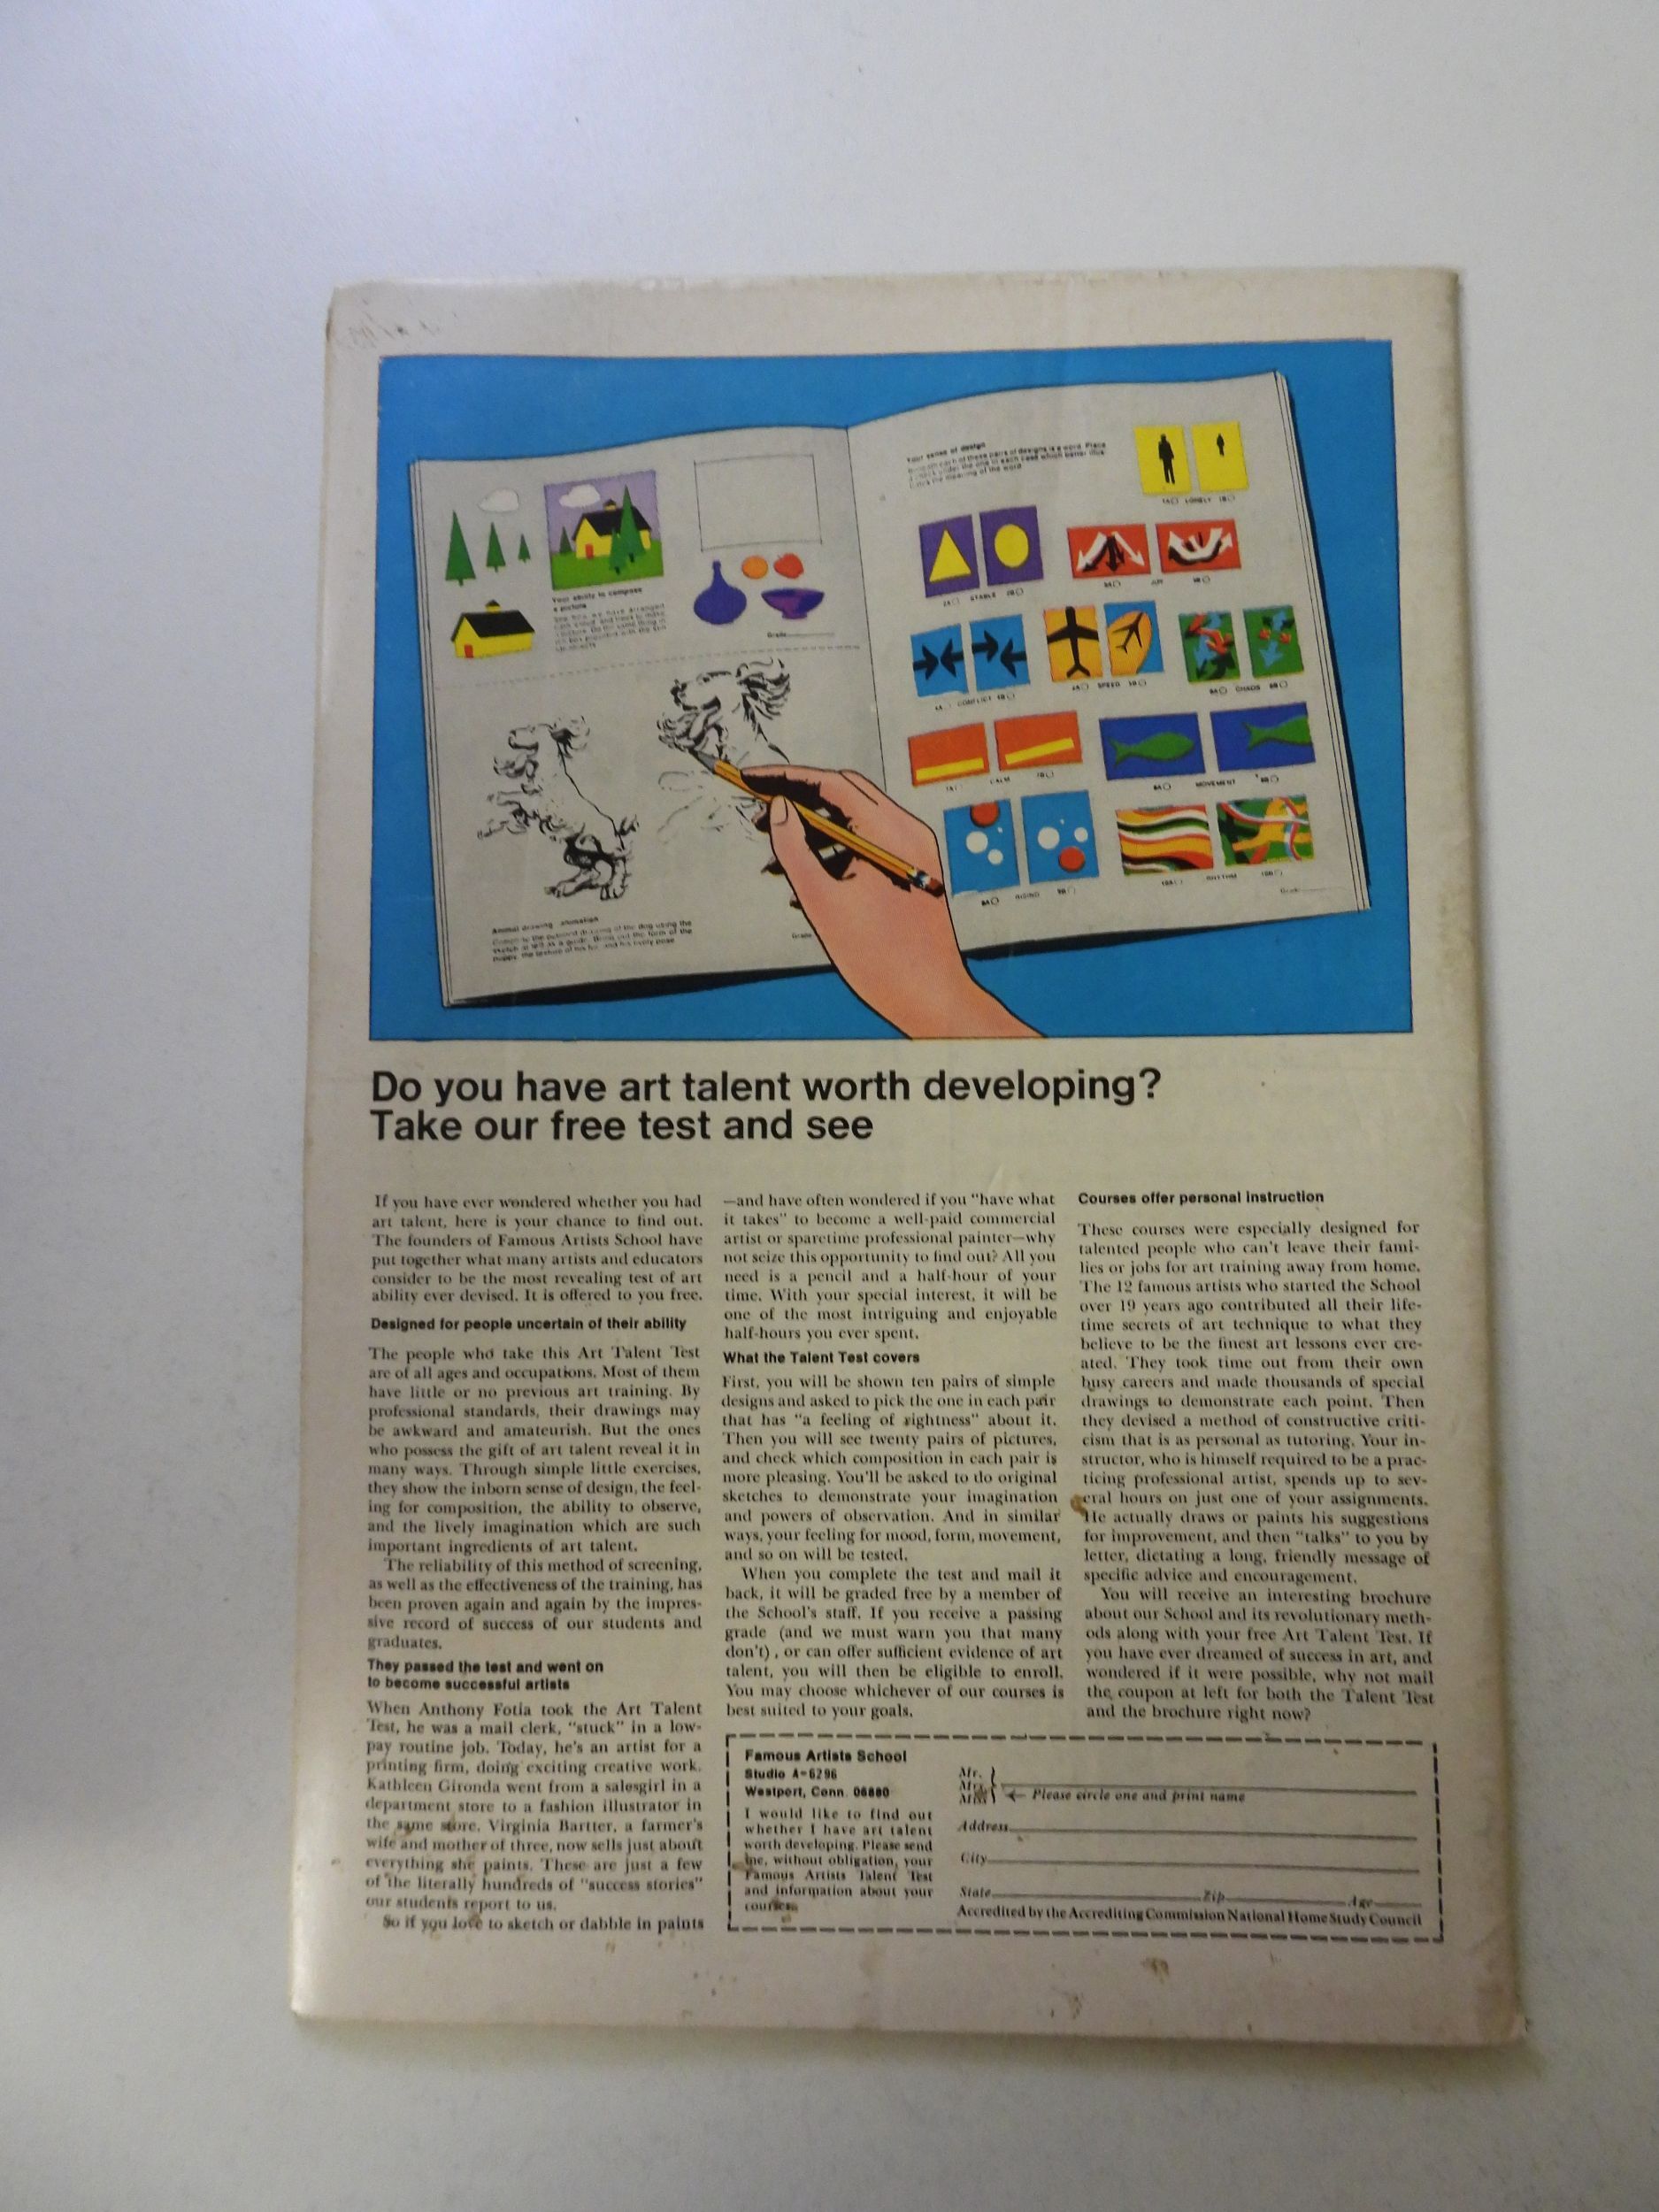 Your sense of design
LONELY
STABLE
CONFLICT
SPEED
CHAOS
CALM
MOVEMENT
RISING
RHYTHM
Grade
Your ability to compose
a picture
Grade
Animal drawing animation
Grade
Do you have art talent worth developing?
Take our free test and see
If you have ever wondered whether you had
art talent, here is your chance to find out.
The founders of Famous Artists School have
put together what many artists and educators
consider to be the most revealing test of art
ability ever devised. It is offered to you free.
Designed for people uncertain of their ability
The people who take this Art Talent Test
are of all ages and occupations. Most of them
have little or no previous art training. By
professional standards, their drawings may
be awkward and amateurish. But the ones
who possess the gift of art talent reveal it in
many ways. Through simple little exercises,
they show the inborn sense of design, the feel-
ing for composition, the ability to observe,
and the lively imagination which are such
important ingredients of art talent.
The reliability of this method of screening,
as well as the effectiveness of the training, has
been proven again and again by the impres-
sive record of success of our students and
graduates.
They passed the test and went on
to become successful artists
When Anthony Fotia took the Art Talent
Test, he was a mail clerk, "stuck" in a low-
pay routine job. Today, he's an artist for a
printing firm, doing exciting creative work.
Kathleen Gironda went from a salesgirl in a
department store to a fashion illustrator in
the same store. Virginia Bartter, a farmer's
wife and mother of three, now sells just about
everything she paints. These are just a few
of the literally hundreds of "success stories"
our students report to us.
So if you love to sketch or dabble in paints
—and have often wondered if you "have what
it takes" to become a well-paid commercial
artist or sparetime professional painter—why
not seize this opportunity to find out? All you
need is a pencil and a half-hour of your
time. With your special interest, it will be
one of the most intriguing and enjoyable
half-hours you ever spent.
What the Talent Test covers
First, you will be shown ten pairs of simple
designs and asked to pick the one in each pair
that has "a feeling of rightness" about it.
Then you will see twenty pairs of pictures,
and check which composition in each pair is
more pleasing. You'll be asked to do original
sketches to demonstrate your imagination
and powers of observation. And in similar
ways, your feeling for mood, form, movement,
and so on will be tested.
When you complete the test and mail it
back, it will be graded free by a member of
the School's staff. If you receive a passing
grade (and we must warn you that many
don't), or can offer sufficient evidence of art
talent, you will then be eligible to enroll.
You may choose whichever of our courses is
best suited to your goals.
Courses offer personal instruction
These courses were especially designed for
talented people who can't leave their fami-
lies or jobs for art training away from home.
The 12 famous artists who started the School
over 19 years ago contributed all their life-
time secrets of art technique to what they
believe to be the finest art lessons ever cre-
ated. They took time out from their own
busy careers and made thousands of special
drawings to demonstrate each point. Then
they devised a method of constructive criti-
cism that is as personal as tutoring. Your in-
structor, who is himself required to be a prac-
ticing professional artist, spends up to sev-
eral hours on just one of your assignments.
He actually draws or paints his suggestions
for improvement, and then "talks" to you by
letter, dictating a long, friendly message of
specific advice and encouragement.
You will receive an interesting brochure
about our School and its revolutionary meth-
ods along with your free Art Talent Test. If
you have ever dreamed of success in art, and
wondered if it were possible, why not mail
the coupon at left for both the Talent Test
and the brochure right now?
Famous Artists School
Studio A-6296
Westport, Conn. 06880
I would like to find out
whether I have art talent
worth developing. Please send
me, without obligation, your
Famous Artists Talent Test
and information about your
courses.
Mr.
Mrs.
Miss
Please circle one and print name
Address
City
State Zip Age
Accredited by the Accrediting Commission National Home Study Council